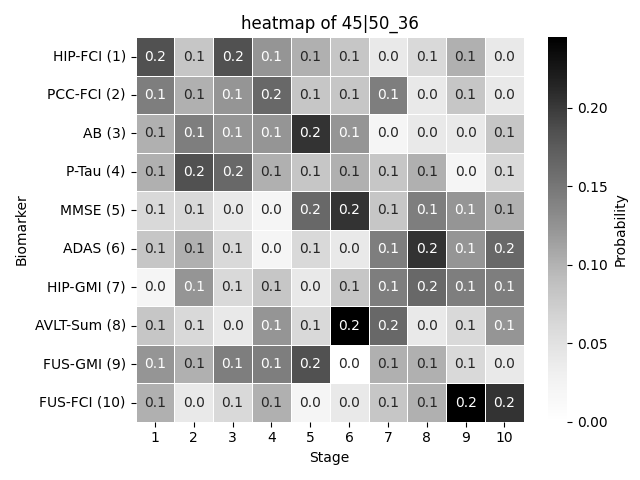 heatmap of 45|50_36
HIP-FCI (1) 0.2 0.1 0.2 0.1 0.1 0.1 0.0 0.1 0.1 0.0
PCC-FCI (2) 0.1 0.1 0.1 0.2 0.1 0.1 0.1 0.0 0.1 0.0
AB (3) 0.1 0.1 0.1 0.1 0.2 0.1 0.0 0.0 0.0 0.1
P-Tau (4) 0.1 0.2 0.2 0.1 0.1 0.1 0.1 0.1 0.0 0.1
MMSE (5) 0.1 0.1 0.0 0.0 0.2 0.2 0.1 0.1 0.1 0.1
ADAS (6) 0.1 0.1 0.1 0.0 0.1 0.0 0.1 0.2 0.1 0.2
HIP-GMI (7) 0.0 0.1 0.1 0.1 0.0 0.1 0.1 0.2 0.1 0.1
AVLT-Sum (8) 0.1 0.1 0.0 0.1 0.1 0.2 0.2 0.0 0.1 0.1
FUS-GMI (9) 0.1 0.1 0.1 0.1 0.2 0.0 0.1 0.1 0.1 0.0
FUS-FCI (10) 0.1 0.0 0.1 0.1 0.0 0.0 0.1 0.1 0.2 0.2
1 2 3 4 5 6 7 8 9 10
Stage
Biomarker
0.20
0.15
0.10
0.05
0.00
Probability